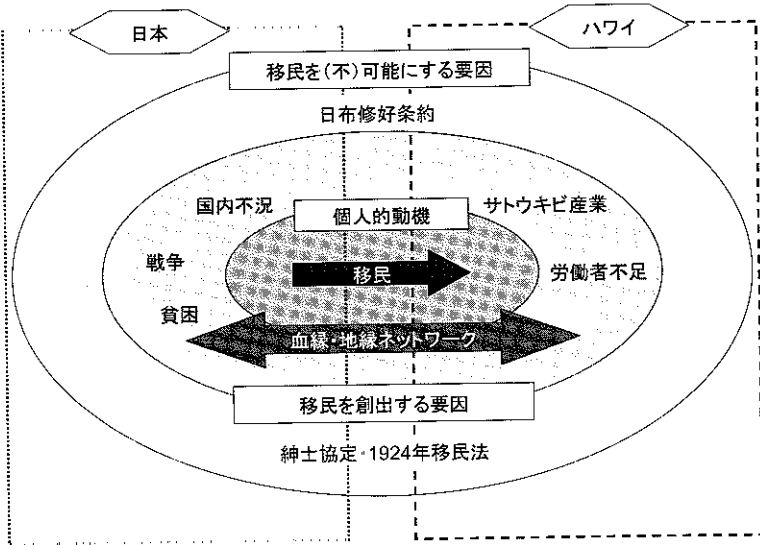 日本
ハワイ
移民を(不)可能にする要因
日布修好条約
国内不況
個人的動機
サトウキビ産業
戦争
移民
労働者不足
貧困
血縁・地縁ネットワーク
移民を創出する要因
紳士協定・1924年移民法